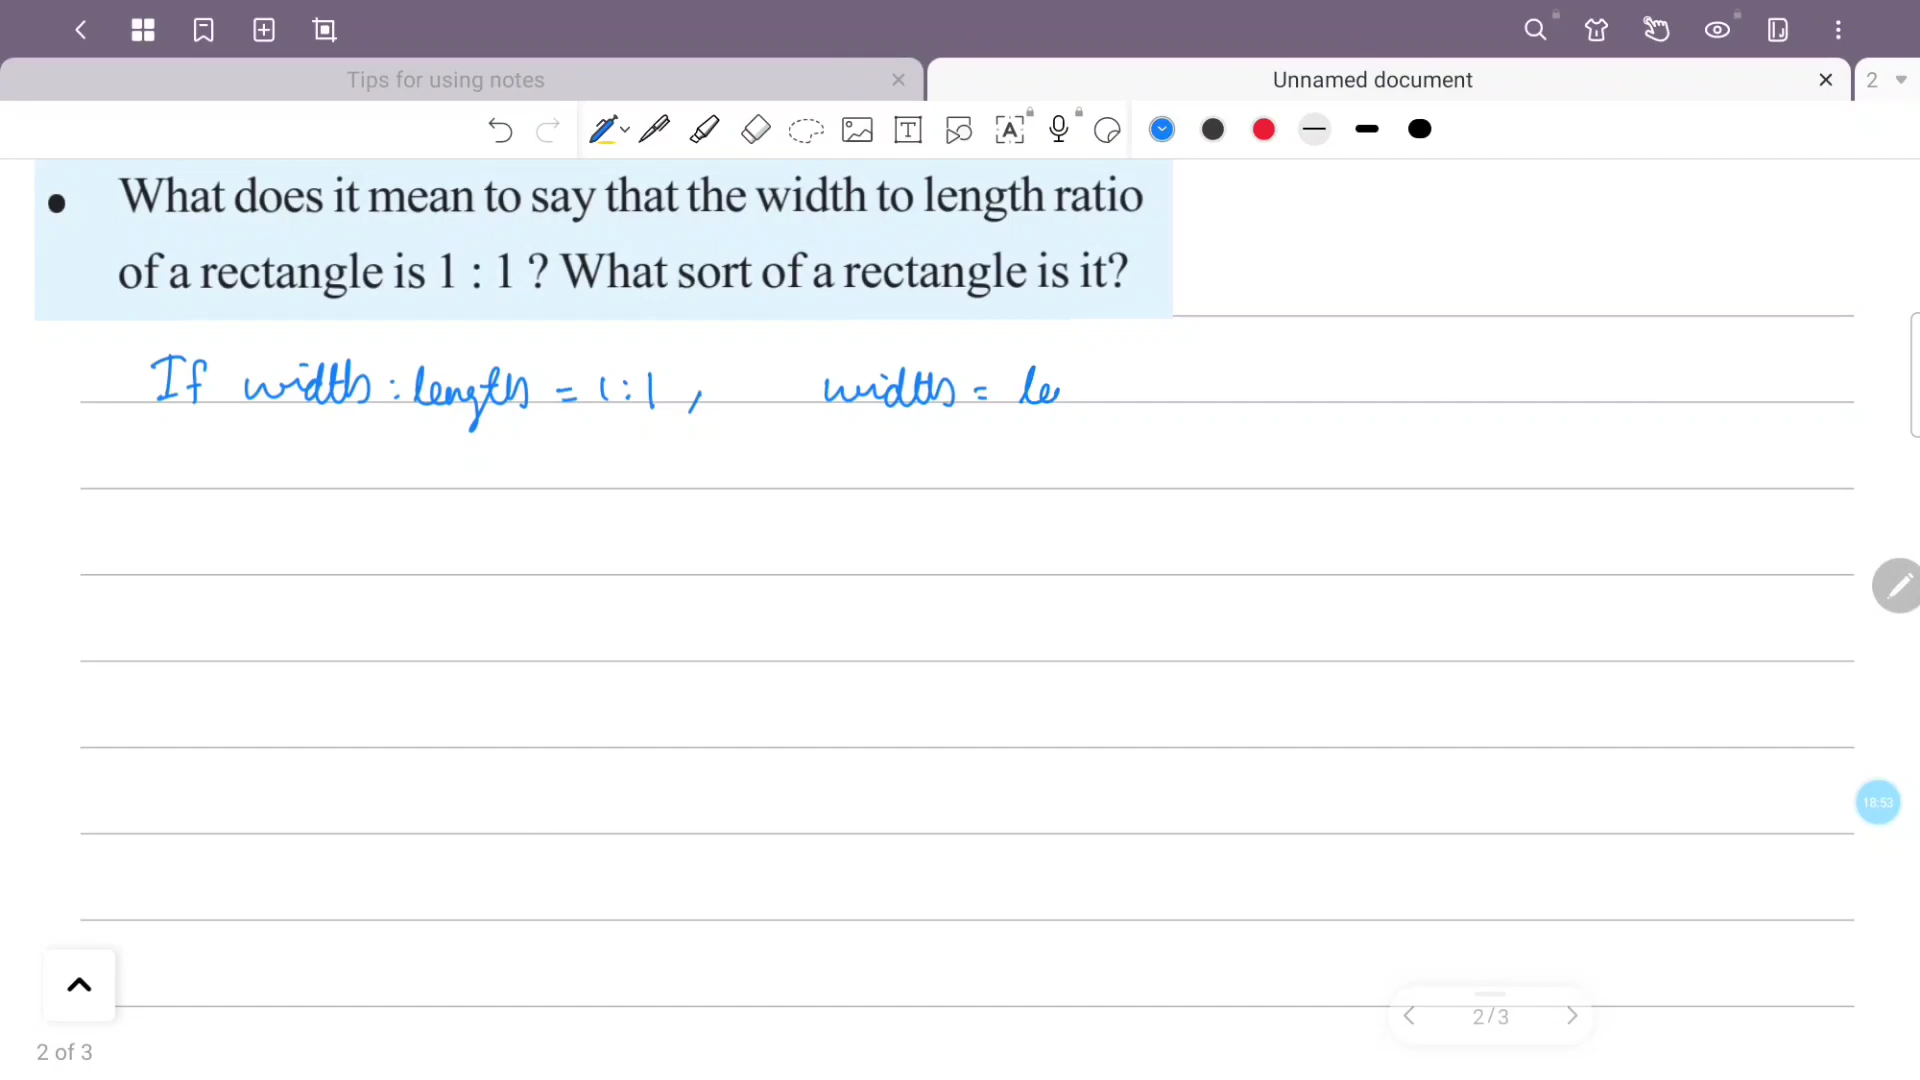 Tips for using notes
Unnamed document
2
What does it mean to say that the width to length ratio
of a rectangle is 1 : 1 ? What sort of a rectangle is it?
If width : length = 1:1 , width = le
18:53
2/3
2 of 3